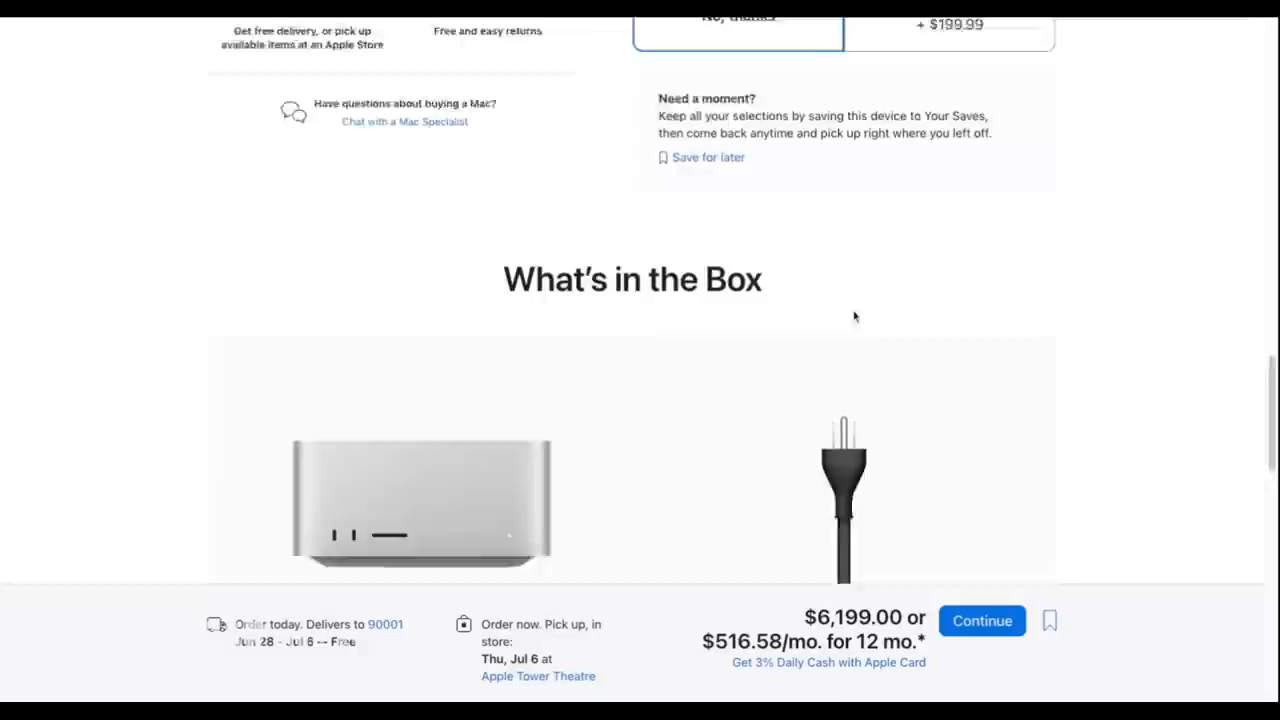 Get free delivery, or pick up
available items at an Apple Store
Free and easy returns
Have questions about buying a Mac?
Chat with a Mac Specialist
No, thanks
+ $199.99
Need a moment?
Keep all your selections by saving this device to Your Saves,
then come back anytime and pick up right where you left off.
Save for later
What's in the Box
Order today. Delivers to 90001
Jun 28 - Jul 6 — Free
Order now. Pick up, in
store:
Thu, Jul 6 at
Apple Tower Theatre
$6,199.00 or
$516.58/mo. for 12 mo.*
Get 3% Daily Cash with Apple Card
Continue